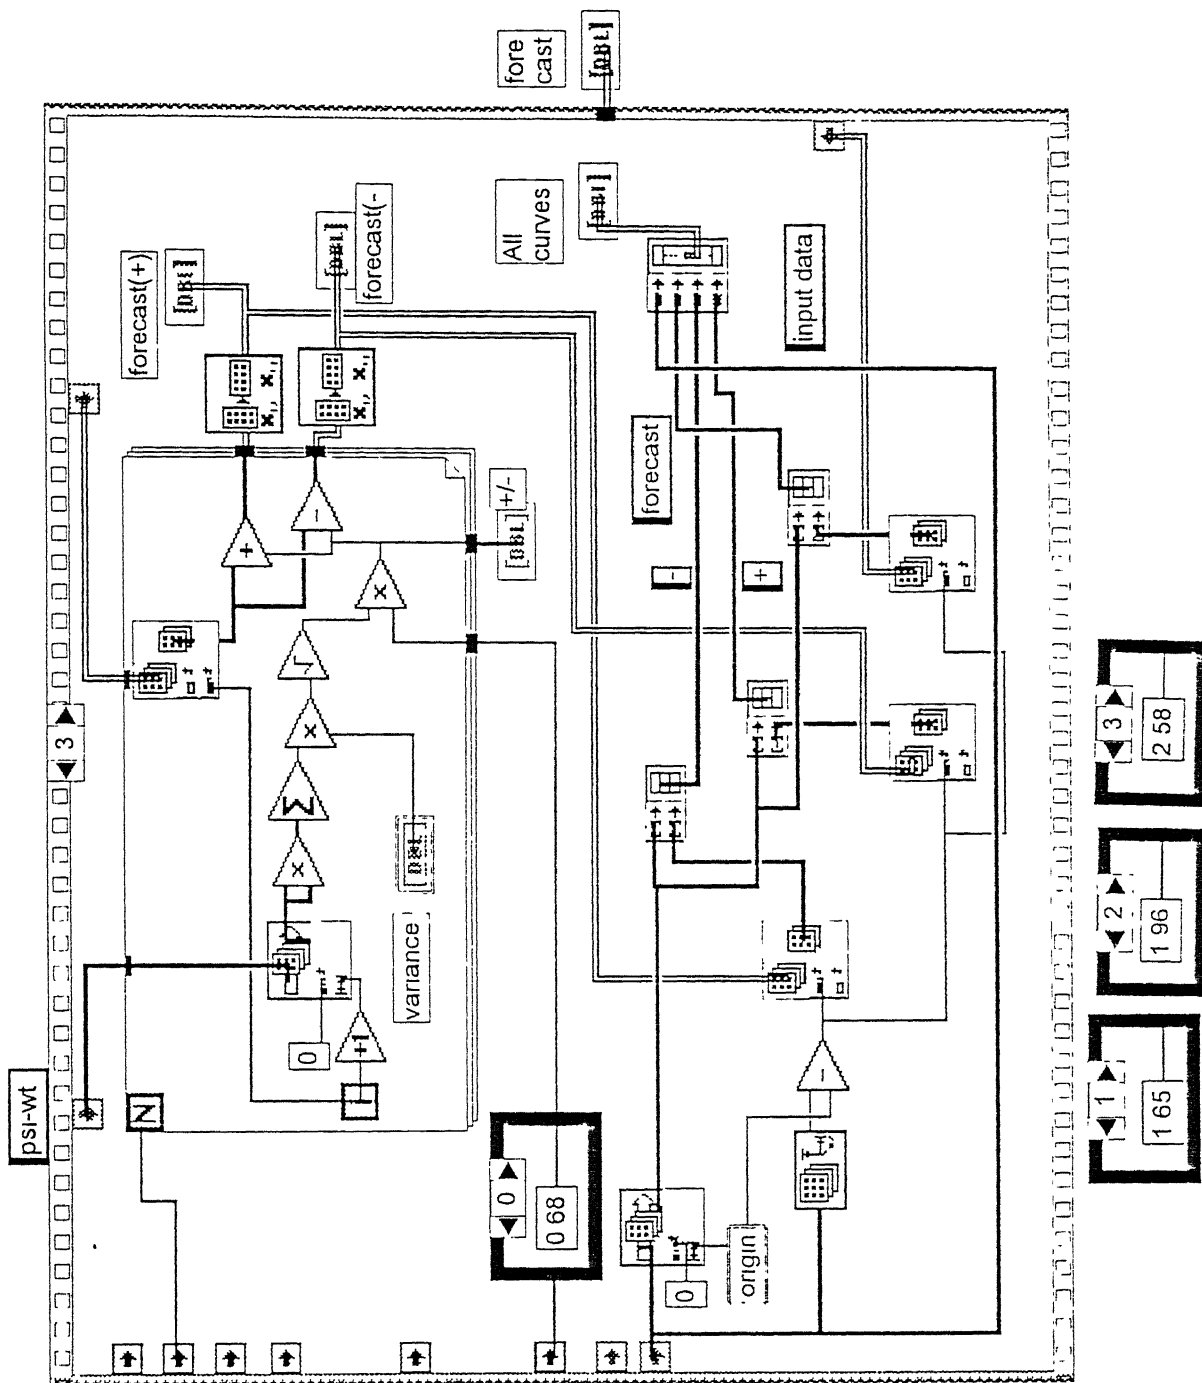 psi-wt
3
forecast(+)
[DBL]
N
X i,j X i,j
+
forecast(-
[DBL]
X i,j X i,j
0
+1
x
Σ
x
√
-
x
variance
[DBL]
+/-
[DBL]
0
0 68
fore
cast
[DBL]
All
curves
[DBL]
forecast
-
+
input data
0
origin
-
1
1 65
2
1 96
3
2 58